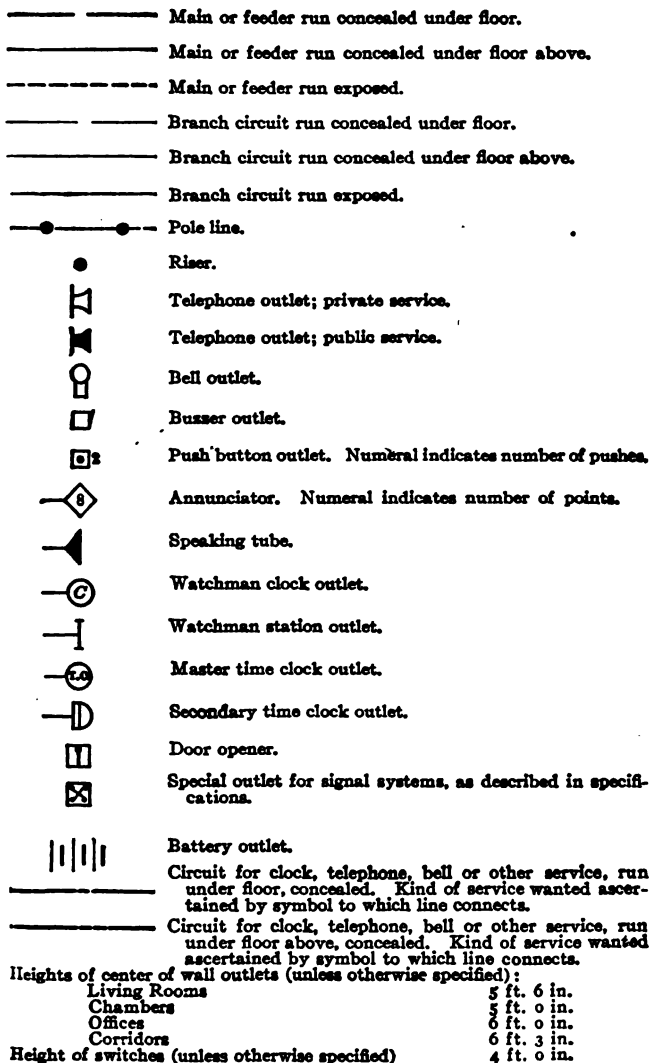 Main or feeder run concealed under floor.
Main or feeder run concealed under floor above.
Main or feeder run exposed.
Branch circuit run concealed under floor.
Branch circuit run concealed under floor above.
Branch circuit run exposed.
Pole line.
Riser.
Telephone outlet; private service.
Telephone outlet; public service.
Bell outlet.
Buzzer outlet.
2 Push button outlet. Numeral indicates number of pushes.
8 Annunciator. Numeral indicates number of points.
Speaking tube.
C Watchman clock outlet.
Watchman station outlet.
Master time clock outlet.
Secondary time clock outlet.
Door opener.
Special outlet for signal systems, as described in specifi-
cations.
Battery outlet.
Circuit for clock, telephone, bell or other service, run
under floor, concealed. Kind of service wanted ascer-
tained by symbol to which line connects.
Circuit for clock, telephone, bell or other service, run
under floor above, concealed. Kind of service wanted
ascertained by symbol to which line connects.
Heights of center of wall outlets (unless otherwise specified):
Living Rooms 5 ft. 6 in.
Chambers 5 ft. 0 in.
Offices 6 ft. 0 in.
Corridors 6 ft. 3 in.
Height of switches (unless otherwise specified) 4 ft. 0 in.